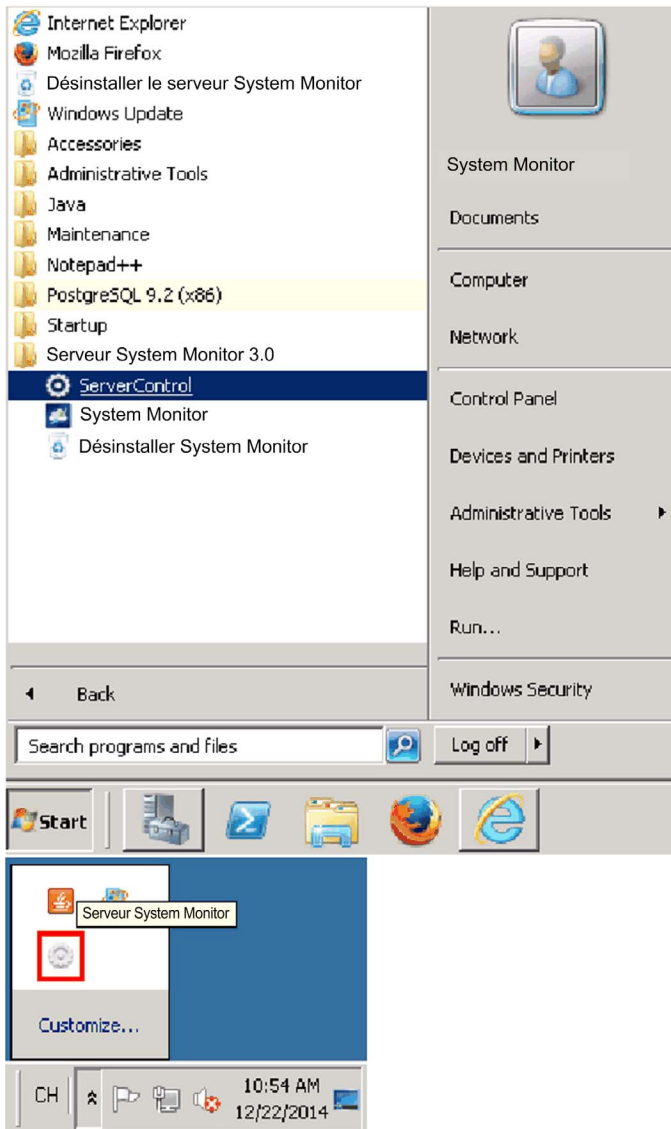 Internet Explorer
Mozilla Firefox
Désinstaller le serveur System Monitor
Windows Update
Accessories
Administrative Tools
Java
Maintenance
Notepad++
PostgreSQL 9.2 (x86)
Startup
Serveur System Monitor 3.0
ServerControl
System Monitor
Désinstaller System Monitor
Back
Search programs and files
System Monitor
Documents
Computer
Network
Control Panel
Devices and Printers
Administrative Tools
Help and Support
Run...
Windows Security
Log off
Start
Serveur System Monitor
Customize...
CH
10:54 AM
12/22/2014